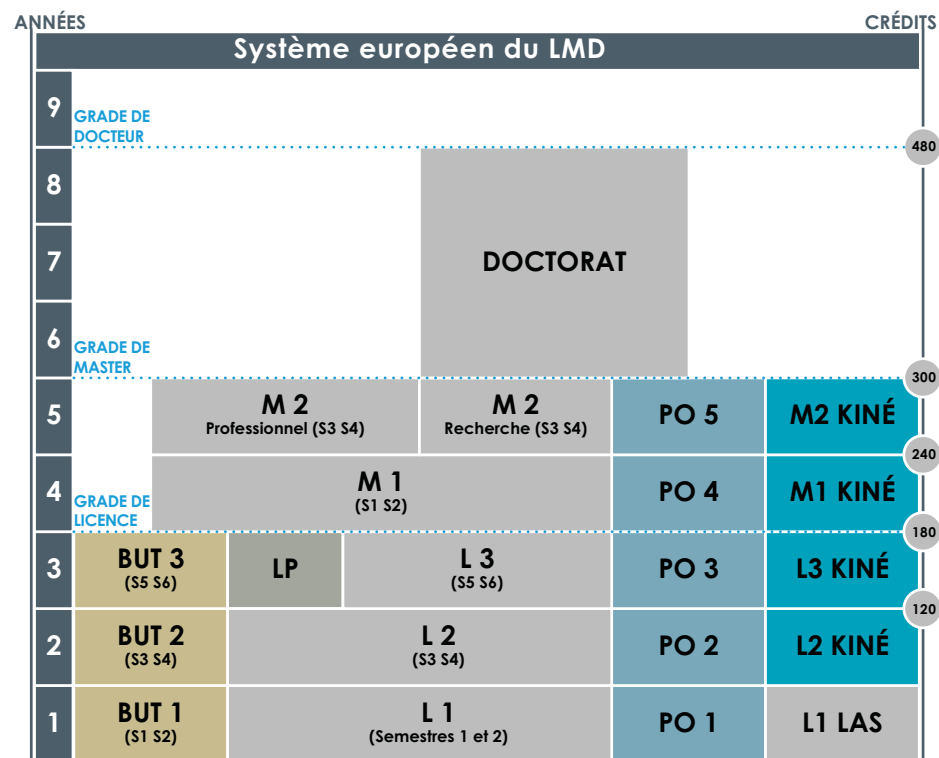 ANNÉES
CRÉDITS
Système européen du LMD
9
GRADE DE
DOCTEUR
480
8
7
DOCTORAT
6
GRADE DE
MASTER
300
5
M 2
Professionnel (S3 S4)
M 2
Recherche (S3 S4)
PO 5
M2 KINÉ
240
4
M 1
(S1 S2)
PO 4
M1 KINÉ
GRADE DE
LICENCE
180
3
BUT 3
(S5 S6)
LP
L 3
(S5 S6)
PO 3
L3 KINÉ
120
2
BUT 2
(S3 S4)
L 2
(S3 S4)
PO 2
L2 KINÉ
1
BUT 1
(S1 S2)
L 1
(Semestres 1 et 2)
PO 1
L1 LAS